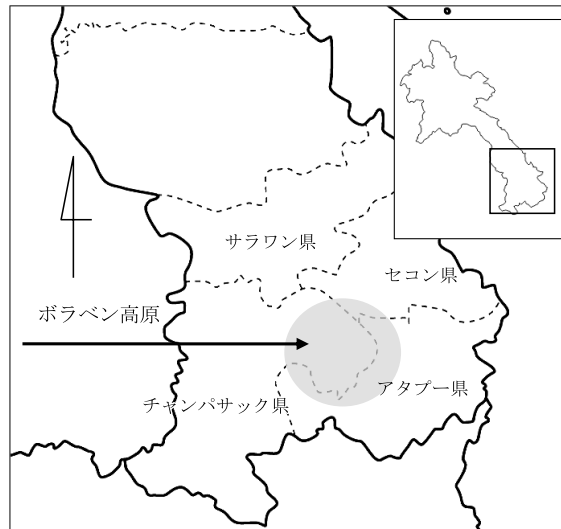 サラワン県
セコン県
ボラベン高原
チャンパサック県
アタプー県